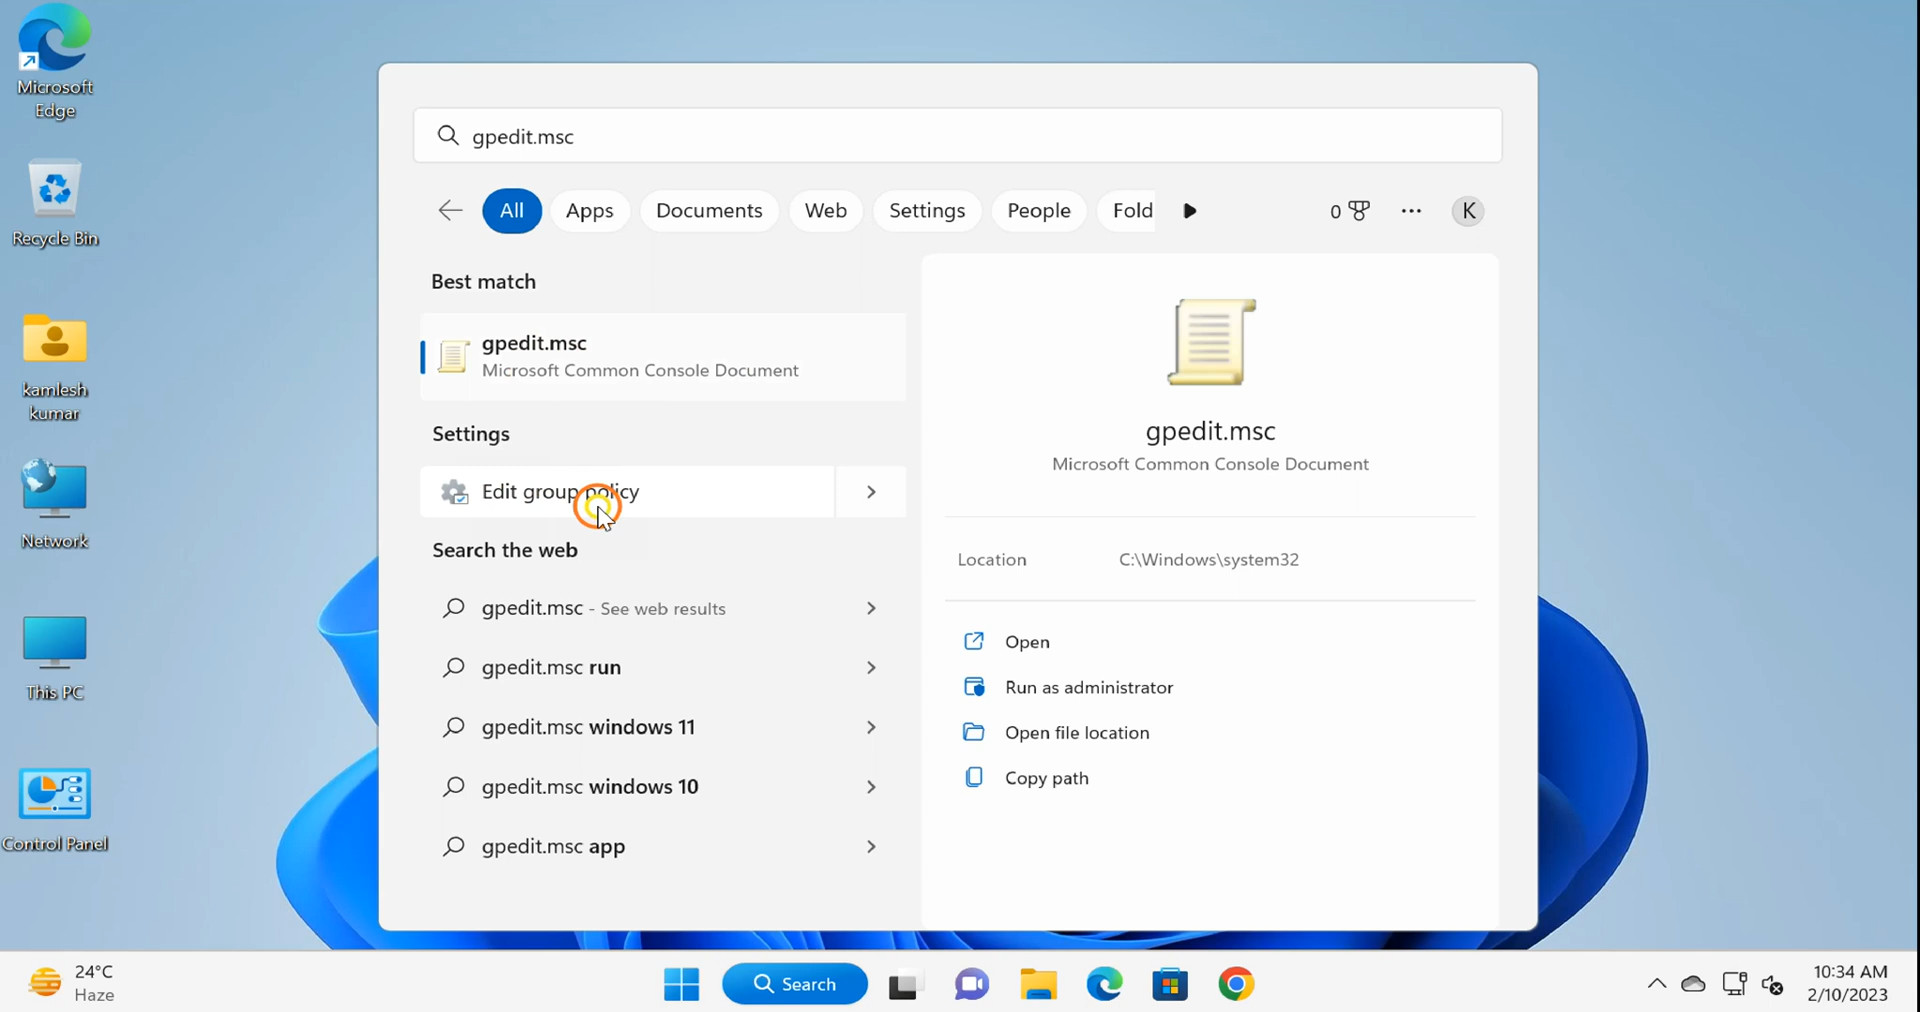 Microsoft
Edge
Recycle Bin
kamlesh
kumar
Network
This PC
Control Panel
gpedit.msc
All
Apps
Documents
Web
Settings
People
Fold
0
K
Best match
gpedit.msc
Microsoft Common Console Document
Settings
Edit group policy
Search the web
gpedit.msc - See web results
gpedit.msc run
gpedit.msc windows 11
gpedit.msc windows 10
gpedit.msc app
gpedit.msc
Microsoft Common Console Document
Location C:\Windows\system32
Open
Run as administrator
Open file location
Copy path
24°C
Haze
Search
10:34 AM
2/10/2023